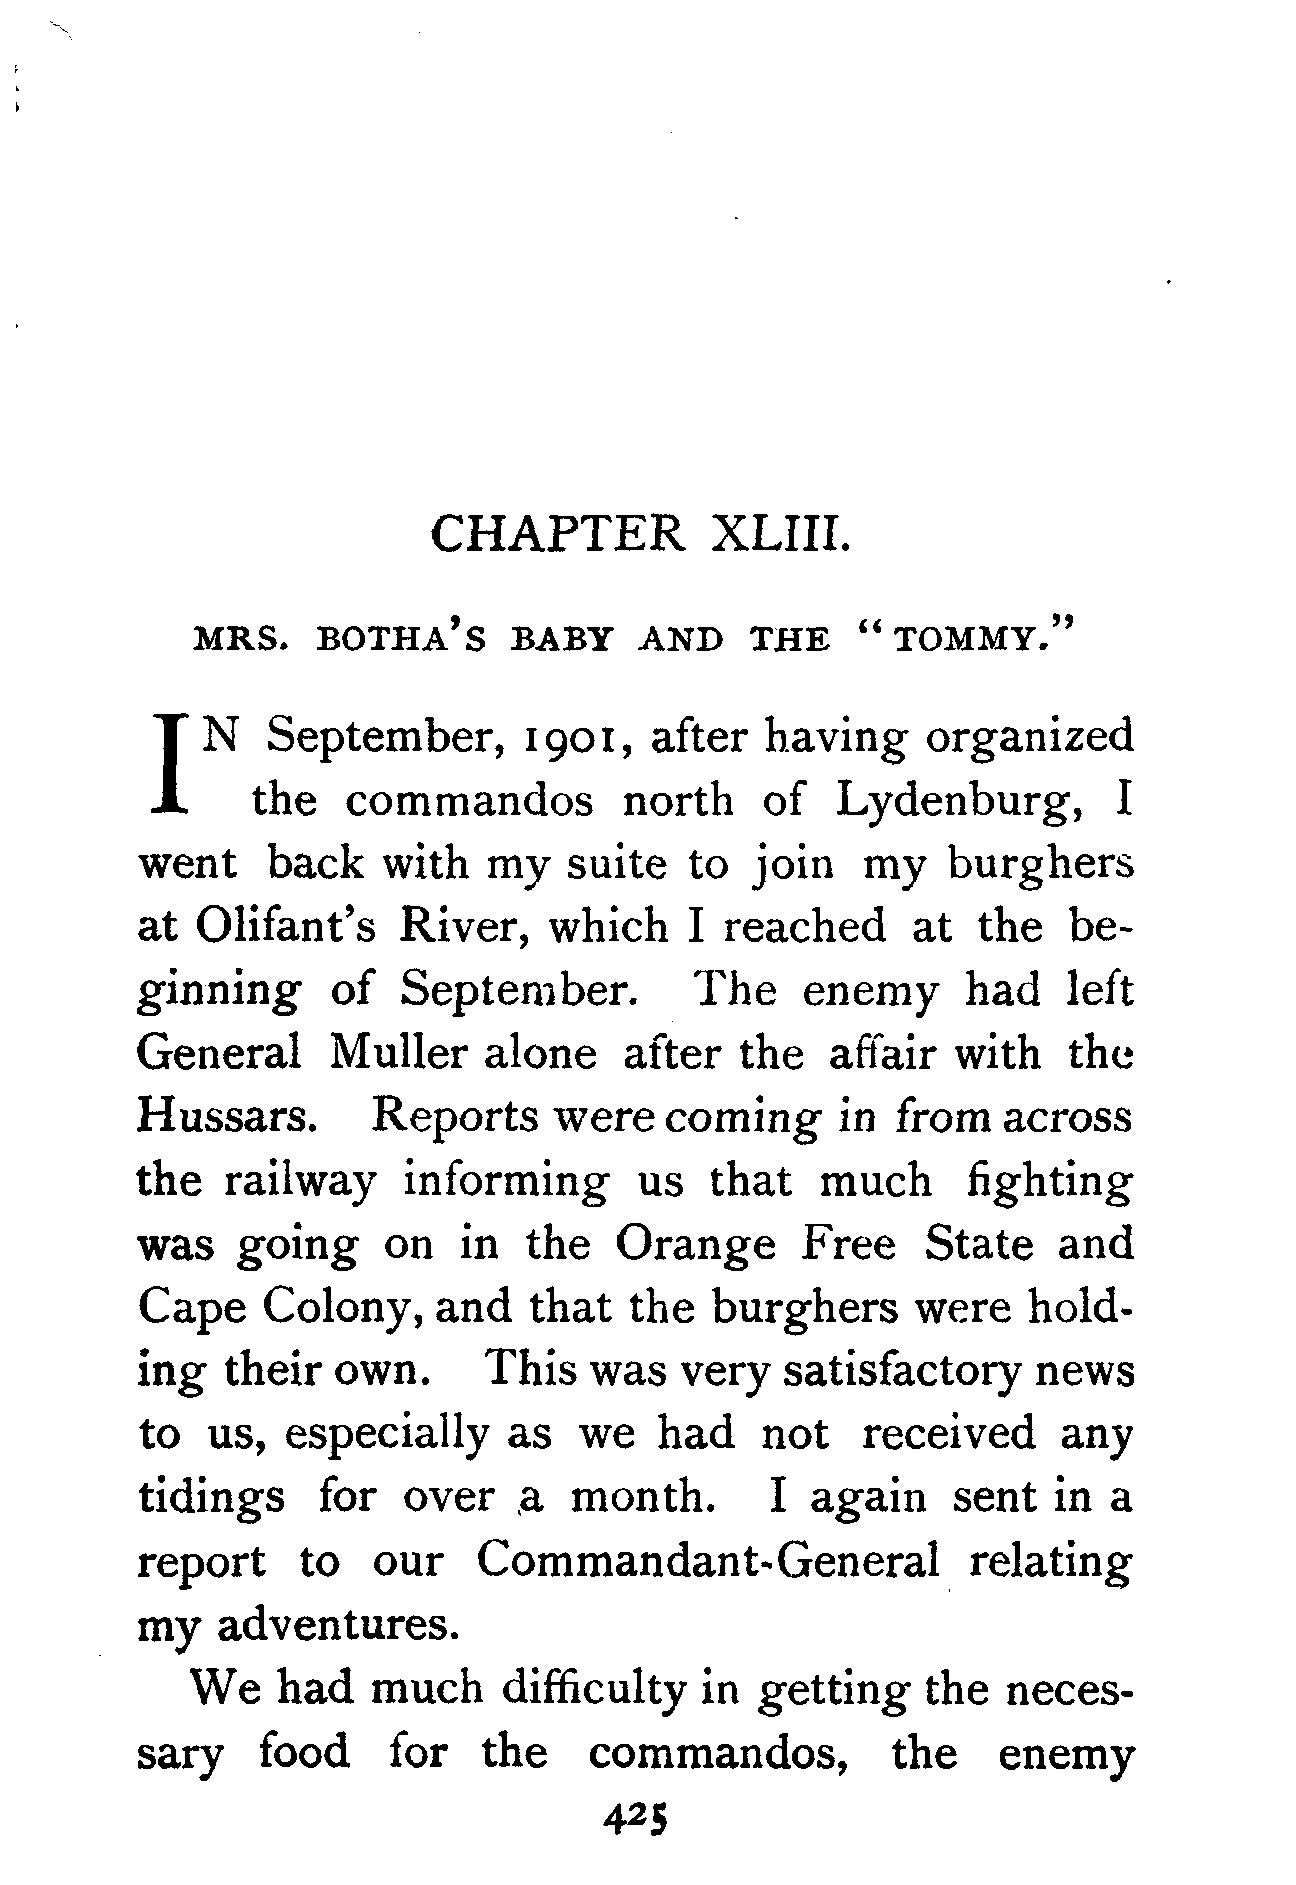 CHAPTER XLIII.
MRS. BOTHA'S BABY AND THE "TOMMY."
IN September, 1901, after having organized
the commandos north of Lydenburg, I
went back with my suite to join my burghers
at Olifant's River, which I reached at the be-
ginning of September. The enemy had left
General Muller alone after the affair with the
Hussars. Reports were coming in from across
the railway informing us that much fighting
was going on in the Orange Free State and
Cape Colony, and that the burghers were hold-
ing their own. This was very satisfactory news
to us, especially as we had not received any
tidings for over a month. I again sent in a
report to our Commandant-General relating
my adventures.
We had much difficulty in getting the neces-
sary food for the commandos, the enemy
425